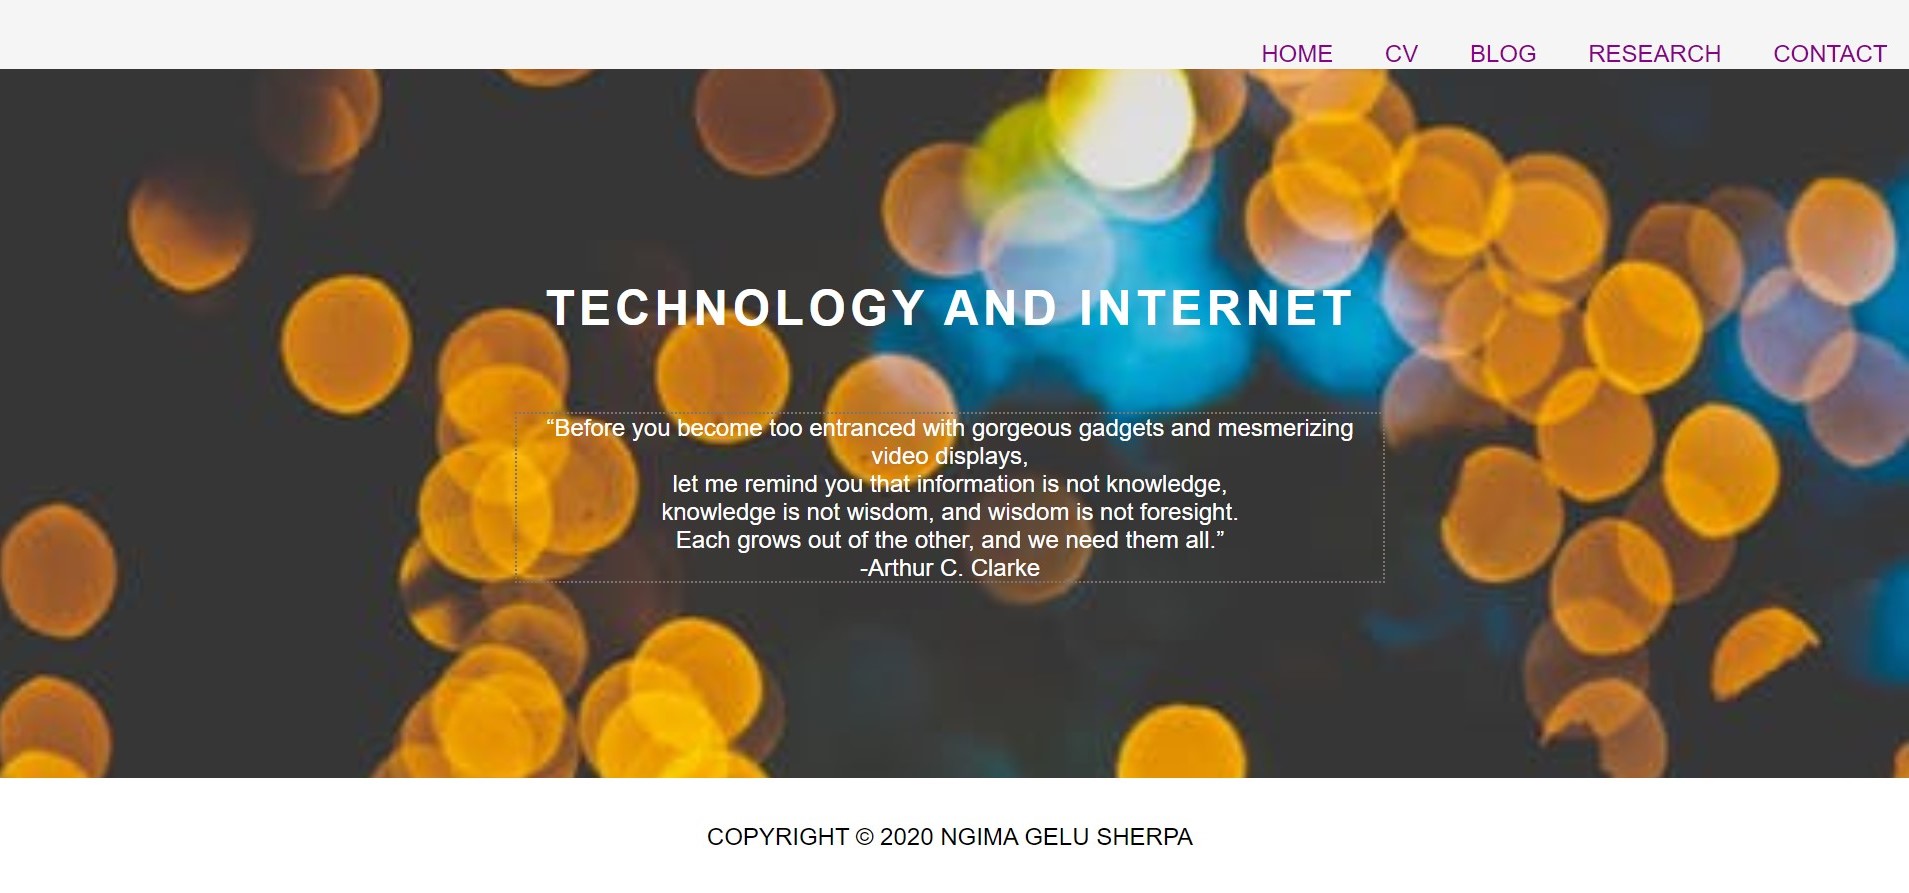 HOME CV BLOG RESEARCH CONTACT
TECHNOLOGY AND INTERNET
“Before you become too entranced with gorgeous gadgets and mesmerizing
video displays,
let me remind you that information is not knowledge,
knowledge is not wisdom, and wisdom is not foresight.
Each grows out of the other, and we need them all.”
-Arthur C. Clarke
COPYRIGHT © 2020 NGIMA GELU SHERPA